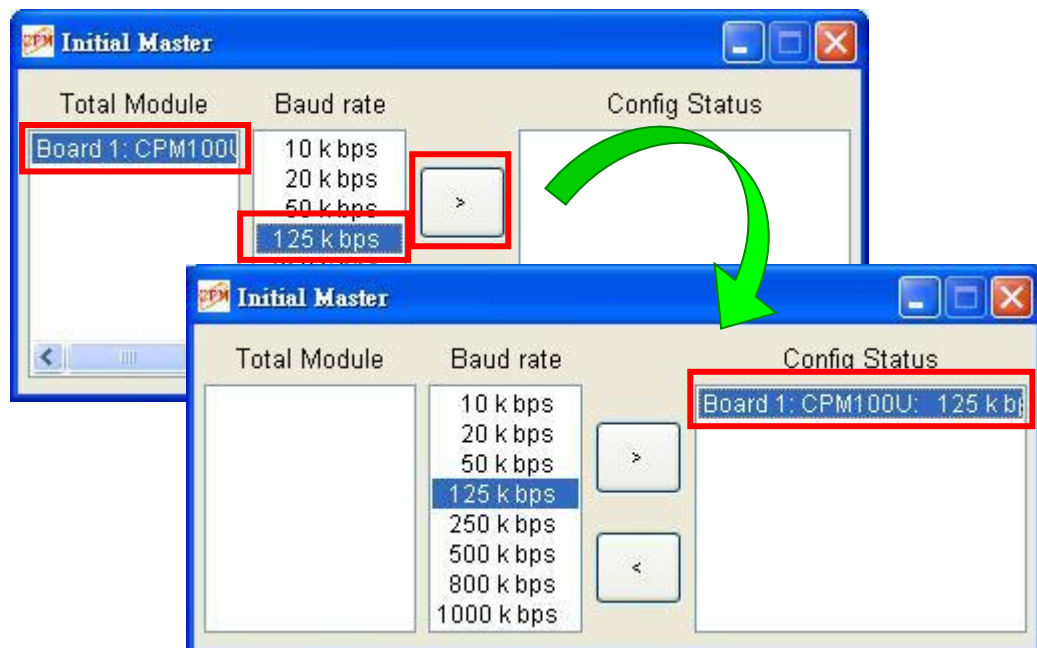 Initial Master
Total Module
Baud rate
Config Status
Board 1: CPM100U
10 k bps
20 k bps
50 k bps
>
125 k bps
Initial Master
Total Module
Baud rate
Config Status
10 k bps
20 k bps
50 k bps
125 k bps
250 k bps
500 k bps
800 k bps
1000 k bps
>
<
Board 1: CPM100U: 125 k b